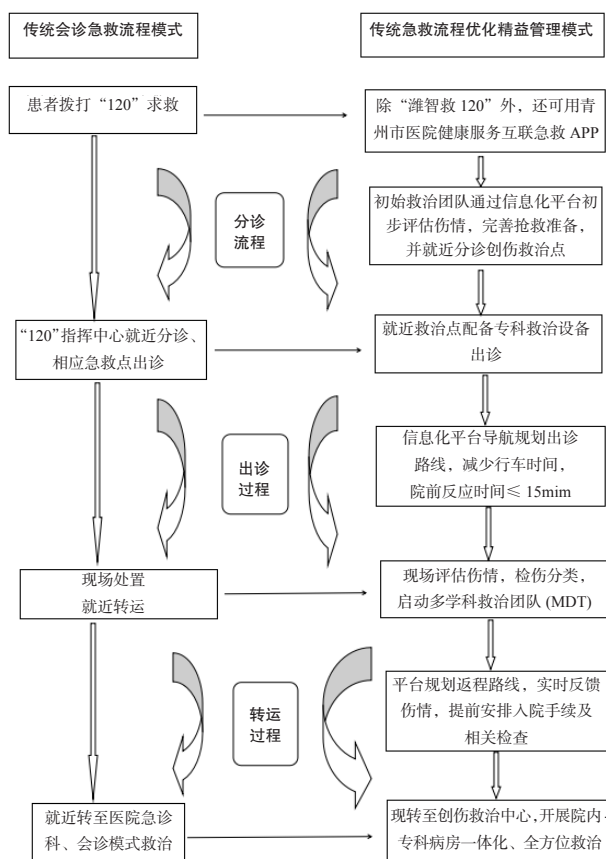 传统会诊急救流程模式
传统急救流程优化精益管理模式
患者拨打“120”求救
除“潍智救 120”外，还可用青
州市医院健康服务互联急救 APP
分诊
流程
初始救治团队通过信息化平台初
步评估伤情，完善抢救准备，
并就近分诊创伤救治点
“120”指挥中心就近分诊、
相应急救点出诊
就近救治点配备专科救治设备
出诊
出诊
过程
信息化平台导航规划出诊
路线，减少行车时间，
院前反应时间≤ 15mim
现场处置
就近转运
现场评估伤情，检伤分类，
启动多学科救治团队 (MDT)
转运
过程
平台规划返程路线，实时反馈
伤情，提前安排入院手续及
相关检查
就近转至医院急诊
科、会诊模式救治
现转至创伤救治中心，开展院内-
专科病房一体化、全方位救治